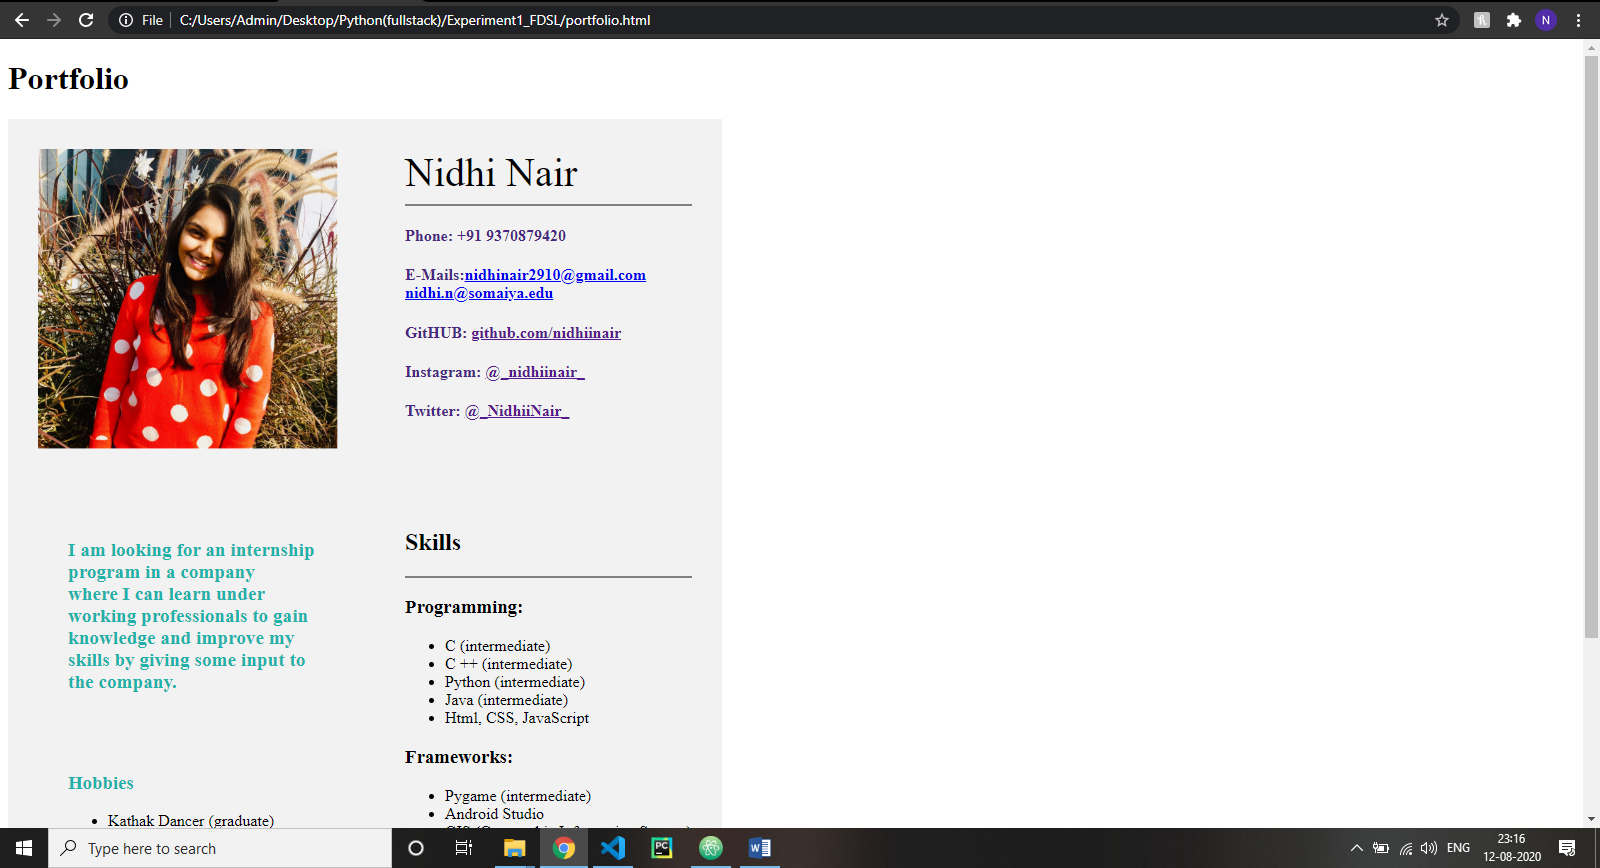 File
C:/Users/Admin/Desktop/Python(fullstack)/Experiment1_FDSL/portfolio.html
N
Portfolio
Nidhi Nair
Phone: +91 9370879420
E-Mails:nidhinair2910@gmail.com
nidhi.n@somaiya.edu
GitHUB: github.com/nidhiinair
Instagram: @_nidhiinair_
Twitter: @_NidhiiNair_
I am looking for an internship
program in a company
where I can learn under
working professionals to gain
knowledge and improve my
skills by giving some input to
the company.
Hobbies
Kathak Dancer (graduate)
Skills
Programming:
C (intermediate)
C ++ (intermediate)
Python (intermediate)
Java (intermediate)
Html, CSS, JavaScript
Frameworks:
Pygame (intermediate)
Android Studio
Type here to search
PC
W
ENG
23:16
12-08-2020